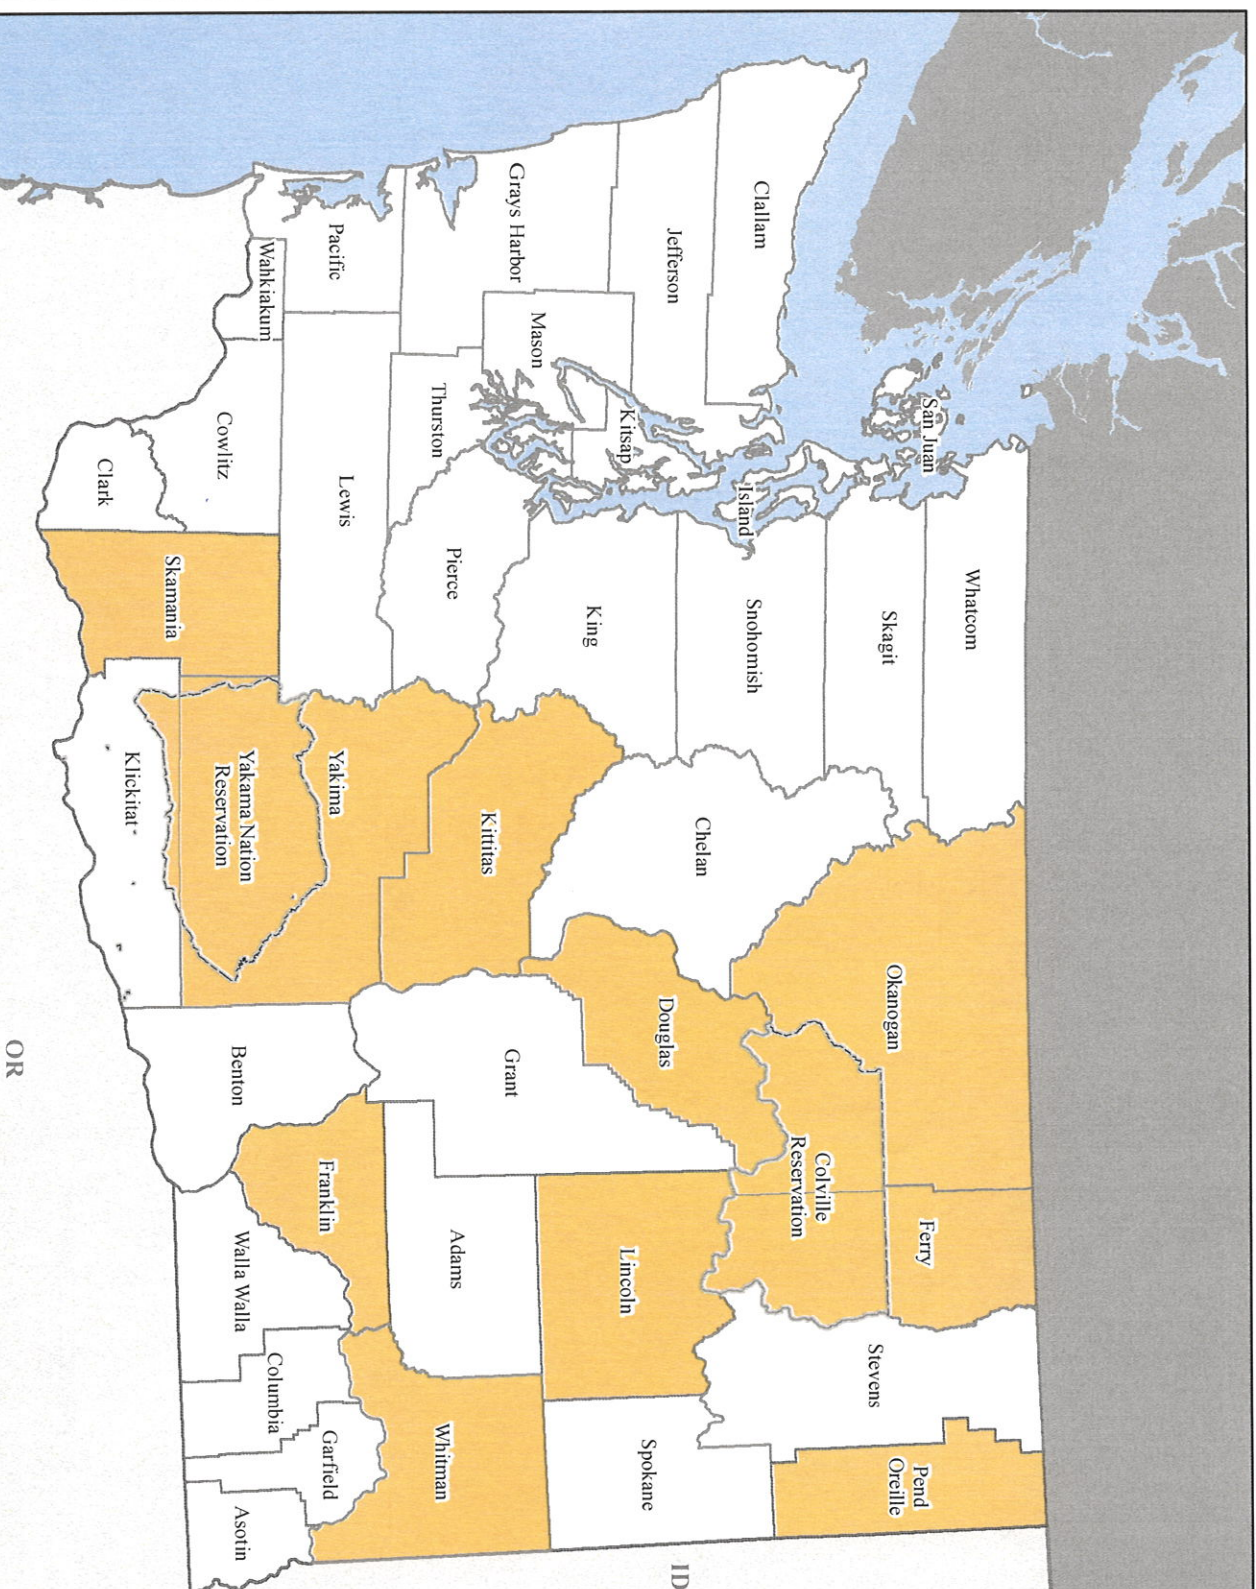 Whatcom
San Juan
Skagit
Island
Snohomish
Clallam
Jefferson
Kitsap
King
Grays Harbor
Mason
Thurston
Pierce
Pacific
Lewis
Wahkiakum
Cowlitz
Clark
Skamania
Okanogan
Ferry
Stevens
Pend
Oreille
Colville
Reservation
Chelan
Douglas
Lincoln
Spokane
Kittitas
Grant
Adams
Whitman
Yakima
Yakama Nation
Reservation
Klickitat
Benton
Franklin
Walla Walla
Columbia
Garfield
Asotin
OR
ID